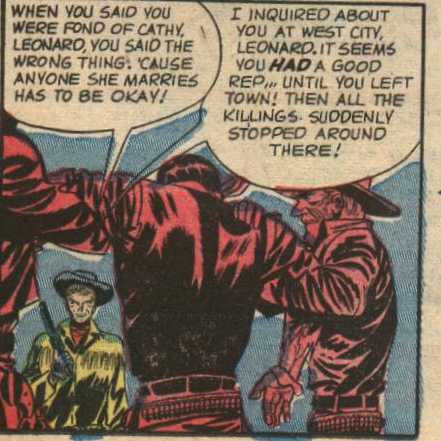 WHEN YOU SAID YOU
WERE FOND OF CATHY,
LEONARD, YOU SAID THE
WRONG THING! 'CAUSE
ANYONE SHE MARRIES
HAS TO BE OKAY!
I INQUIRED ABOUT
YOU AT WEST CITY,
LEONARD. IT SEEMS
YOU HAD A GOOD
REP,,, UNTIL YOU LEFT
TOWN! THEN ALL THE
KILLINGS SUDDENLY
STOPPED AROUND
THERE!